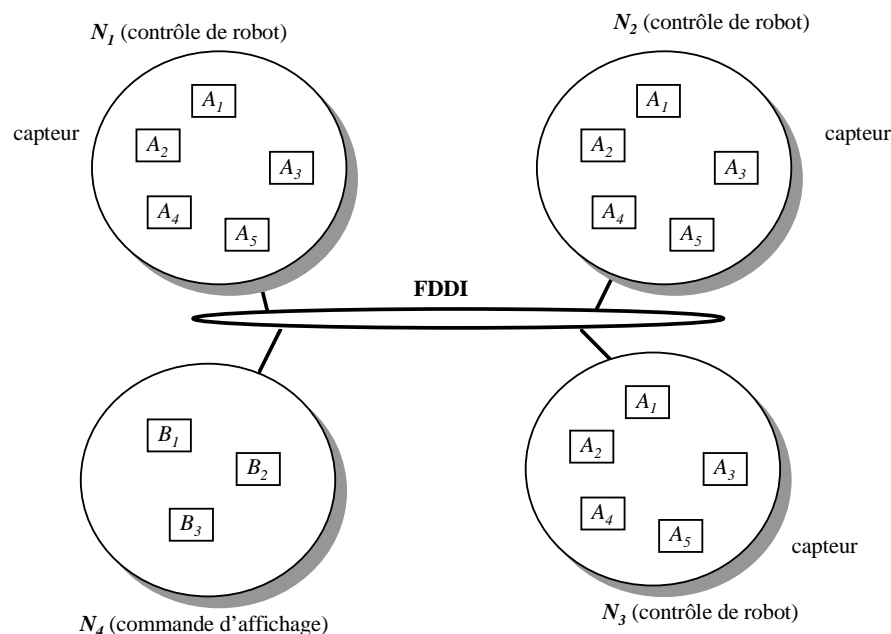 N1 (contrôle de robot)
N2 (contrôle de robot)
A1
A2
A3
A4
A5
capteur
A1
A2
A3
A4
A5
capteur
FDDI
B1
B2
B3
A1
A2
A3
A4
A5
capteur
N4 (commande d’affichage)
N3 (contrôle de robot)